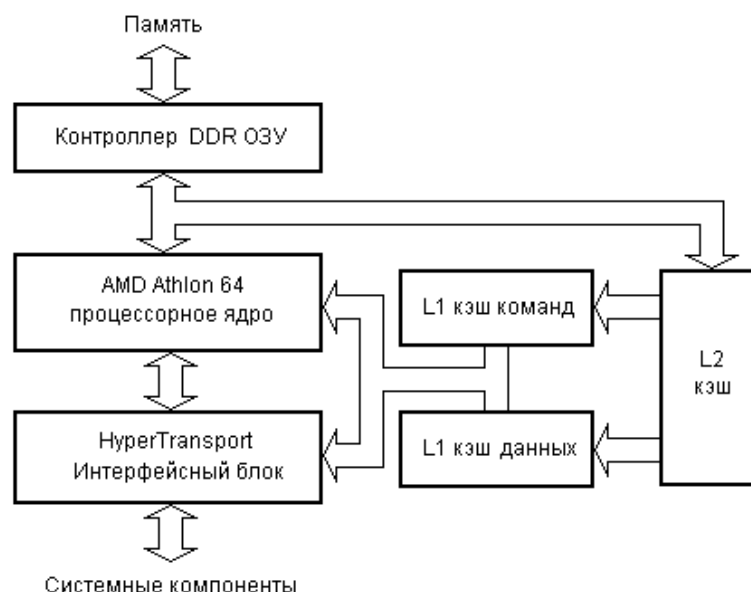 Память
Контроллер DDR ОЗУ
AMD Athlon 64
процессорное ядро
L1 кэш команд
L2
кэш
HyperTransport
Интерфейсный блок
L1 кэш данных
Системные компоненты